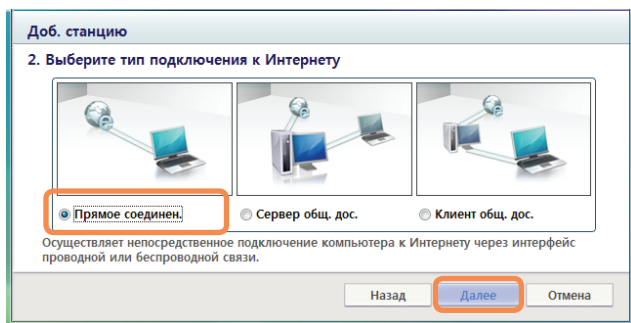 Доб. станцию
2. Выберите тип подключения к Интернету
Прямое соединен. Сервер общ. дос. Клиент общ. дос.
Осуществляет непосредственное подключение компьютера к Интернету через интерфейс
проводной или беспроводной связи.
Назад Далее Отмена